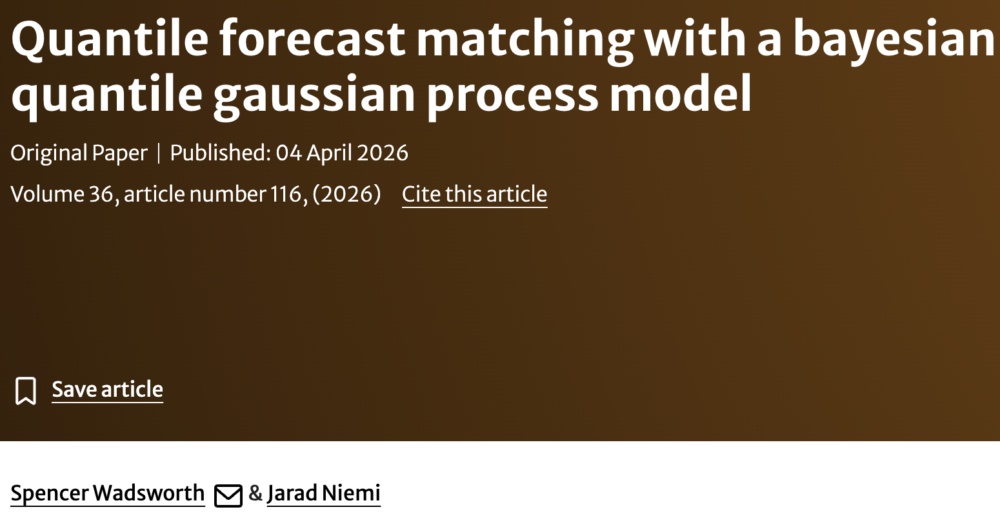 Quantile forecast matching with a bayesian
quantile gaussian process model
Original Paper | Published: 04 April 2026
Volume 36, article number 116, (2026) Cite this article
Save article
Spencer Wadsworth & Jarad Niemi